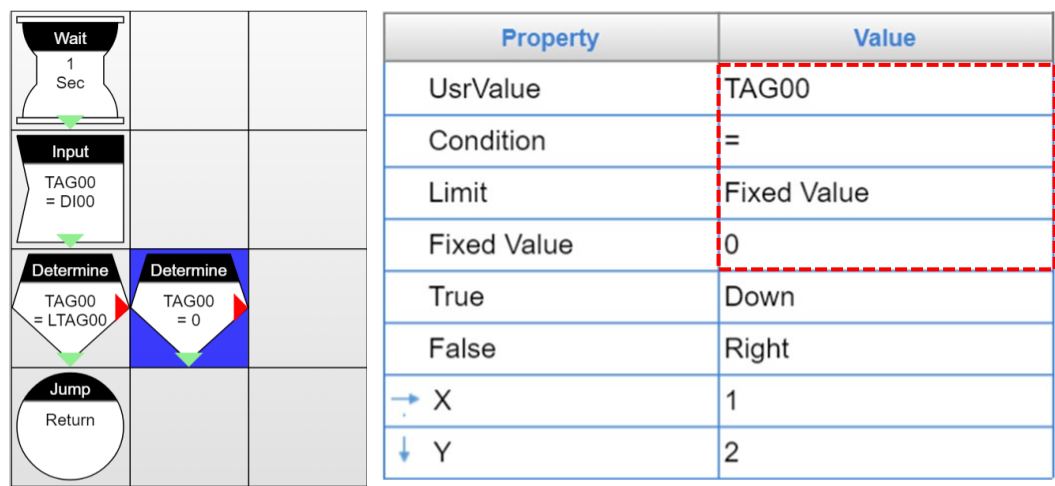 Wait
1
Sec
Input
TAG00
= DI00
Determine
TAG00
= LTAG00
Determine
TAG00
= 0
Jump
Return
Property Value
UsrValue TAG00
Condition =
Limit Fixed Value
Fixed Value 0
True Down
False Right
X 1
Y 2